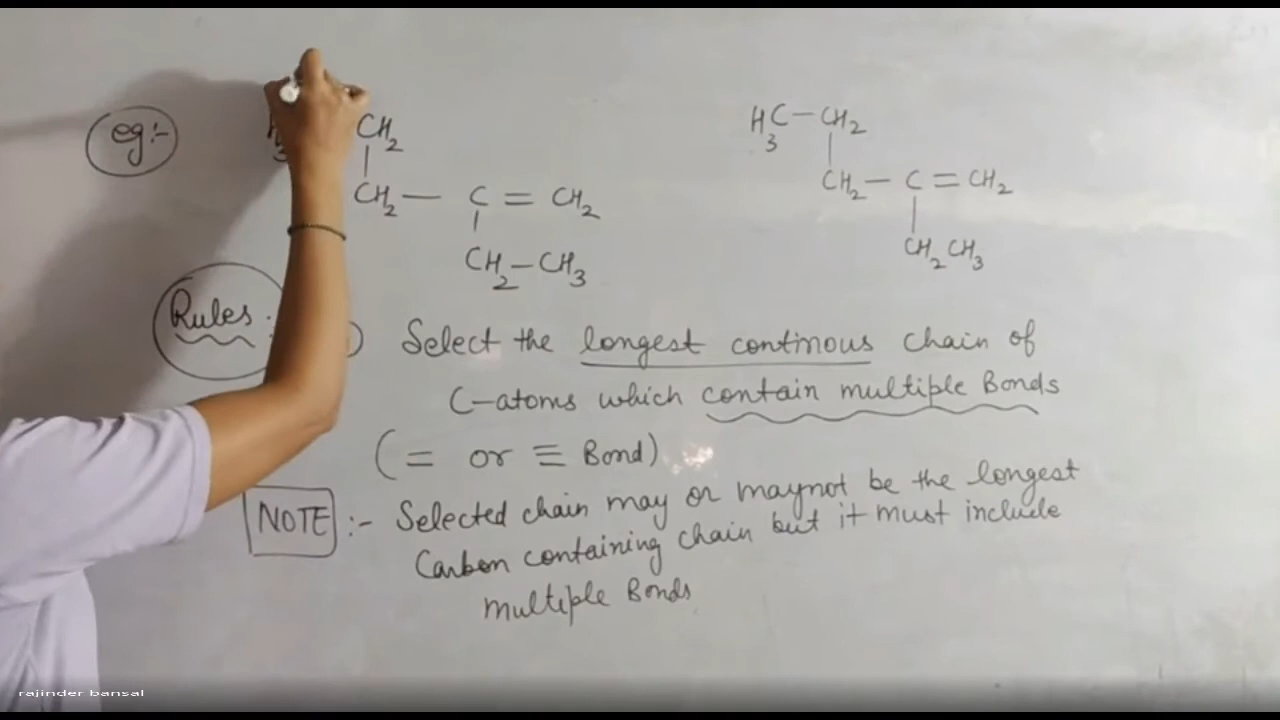 eg:-
H3 CH2
CH2 — C = CH2
CH2 — CH3
H3C — CH2
CH2 — C = CH2
CH2CH3
Rules :
) Select the longest continous chain of
C-atoms which contain multiple Bonds
(= or ≡ Bond)
NOTE :- Selected chain may or maynot be the longest
Carbon containing chain but it must include
multiple Bonds
rajinder bansal